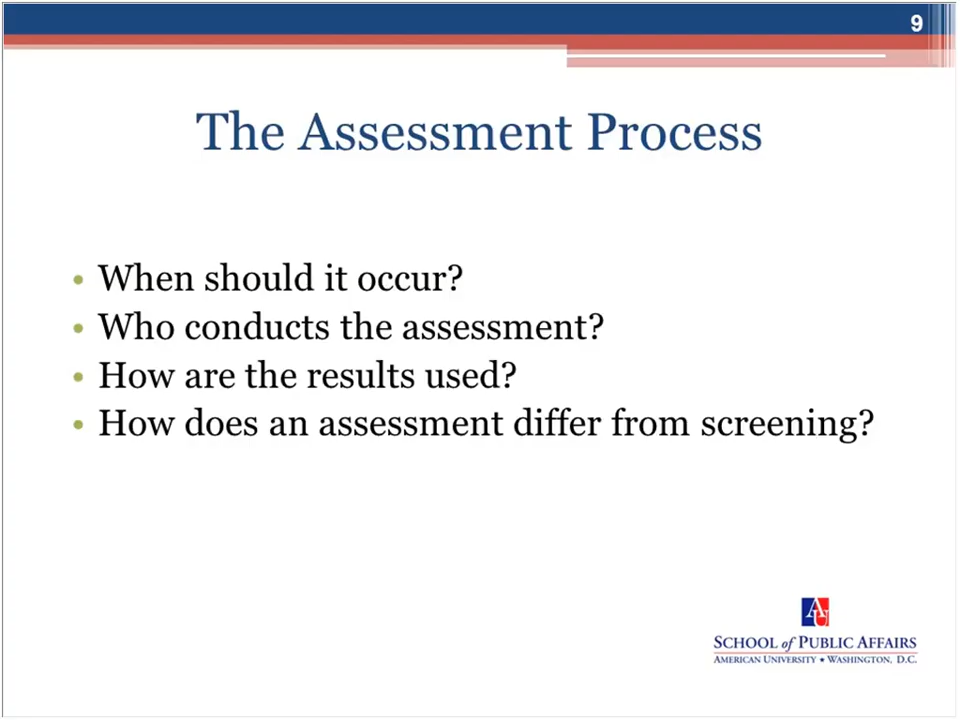 9
The Assessment Process
• When should it occur?
• Who conducts the assessment?
• How are the results used?
• How does an assessment differ from screening?
AU
SCHOOL of PUBLIC AFFAIRS
AMERICAN UNIVERSITY ★ WASHINGTON, D.C.